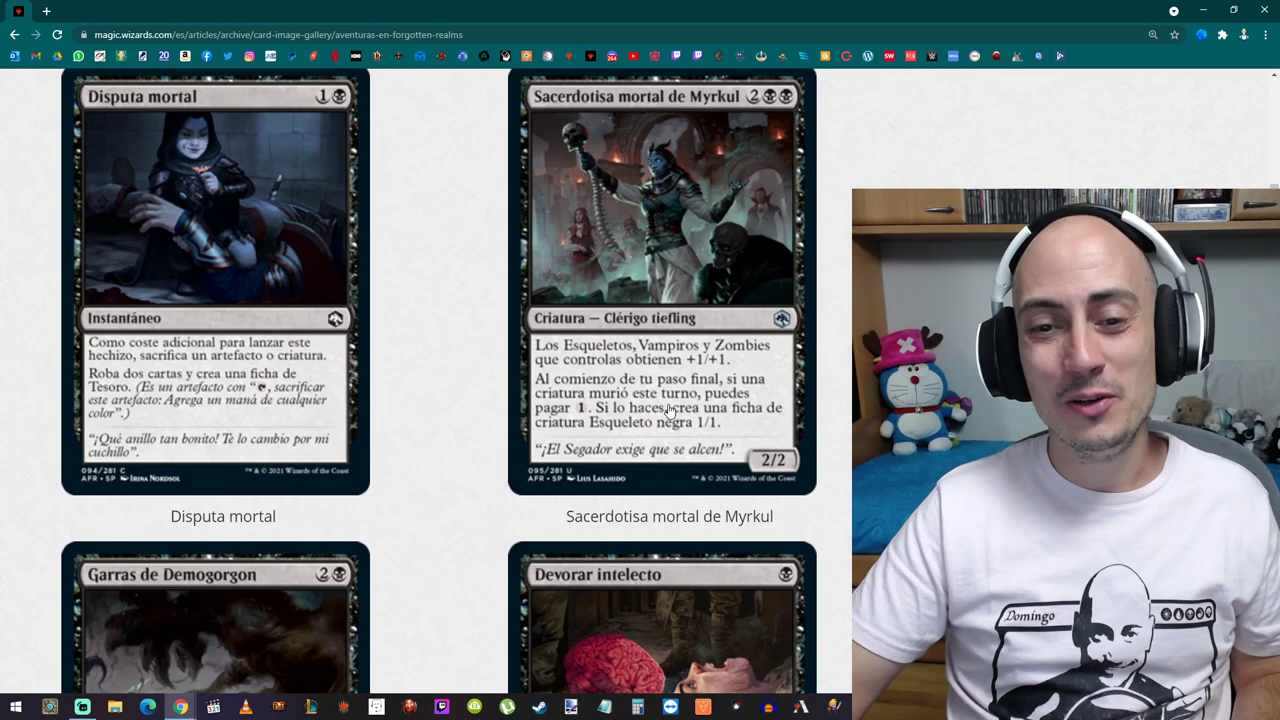 magic.wizards.com/es/articles/archive/card-image-gallery/aventuras-en-forgotten-realms
Disputa mortal 1
Instantáneo
Como coste adicional para lanzar este
hechizo, sacrifica un artefacto o criatura.
Roba dos cartas y crea una ficha de
Tesoro. (Es un artefacto con “, sacrificar
este artefacto: Agrega un maná de cualquier
color”.)
“¡Qué anillo tan bonito! Te lo cambio por mi
cuchillo”.
094/281 C
AFR • SP Irina Nordsol
™ & © 2021 Wizards of the Coast
Disputa mortal
Sacerdotisa mortal de Myrkul 2
Criatura — Clérigo tiefling
Los Esqueletos, Vampiros y Zombies
que controlas obtienen +1/+1.
Al comienzo de tu paso final, si una
criatura murió este turno, puedes
pagar 1. Si lo haces, crea una ficha de
criatura Esqueleto negra 1/1.
“¡El Segador exige que se alcen!”.
2/2
095/281 U
AFR • SP Lius Lasahido
™ & © 2021 Wizards of the Coast
Sacerdotisa mortal de Myrkul
Garras de Demogorgon 2
Devorar intelecto
Domingo